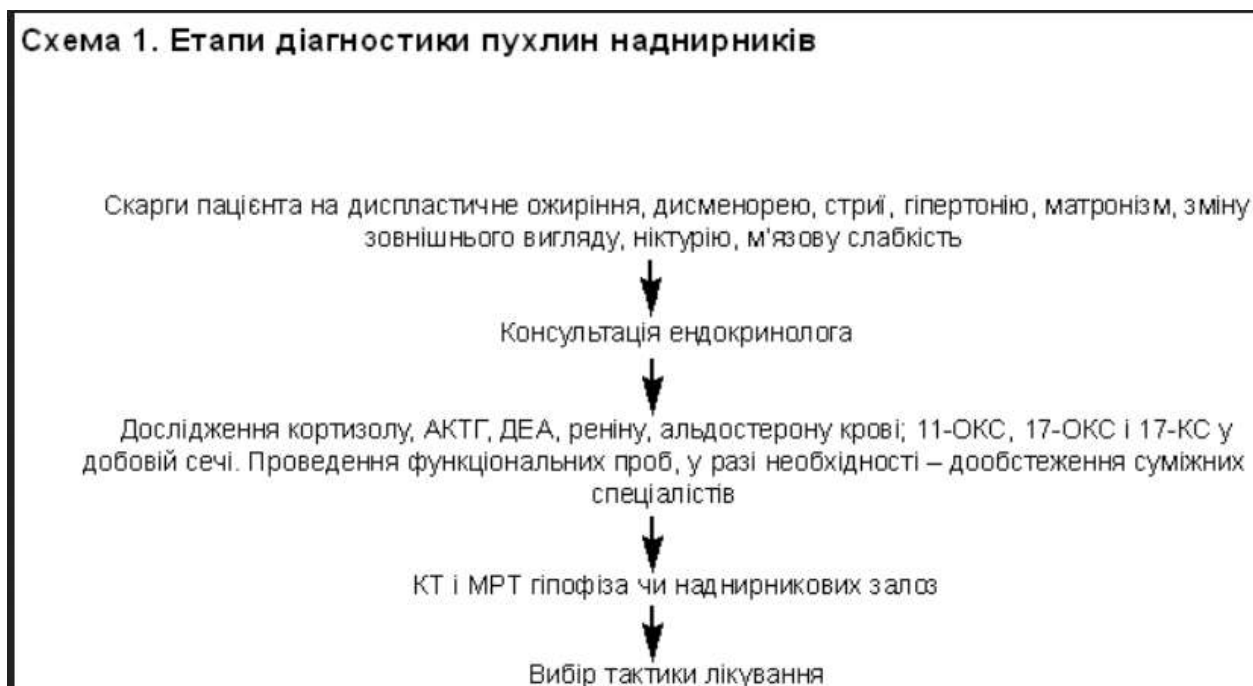 Схема 1. Етапи діагностики пухлин наднирників
Скарги пацієнта на диспластичне ожиріння, дисменорею, стриї, гіпертонію, матронізм, зміну
зовнішнього вигляду, ніктурію, м'язову слабкість
Консультація ендокринолога
Дослідження кортизолу, АКТГ, ДЕА, реніну, альдостерону крові; 11-ОКС, 17-ОКС і 17-КС у
добовій сечі. Проведення функціональних проб, у разі необхідності – дообстеження суміжних
спеціалістів
КТ і МРТ гіпофіза чи наднирникових залоз
Вибір тактики лікування